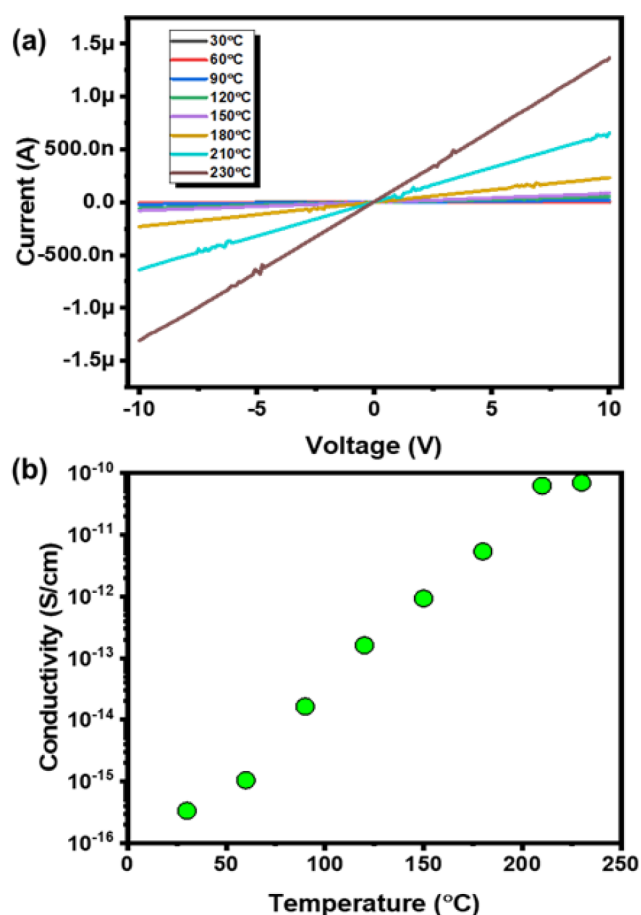 (a)
30°C
60°C
90°C
120°C
150°C
180°C
210°C
230°C
1.5µ
1.0µ
500.0n
0.0
-500.0n
-1.0µ
-1.5µ
Current (A)
-10 -5 0 5 10
Voltage (V)
(b)
10-10
10-11
10-12
10-13
10-14
10-15
10-16
Conductivity (S/cm)
0 50 100 150 200 250
Temperature (°C)